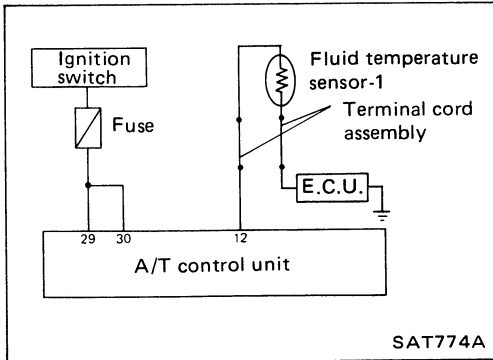 Ignition
switch
Fuse
Fluid temperature
sensor-1
Terminal cord
assembly
E.C.U.
29 30 12
A/T control unit
SAT774A